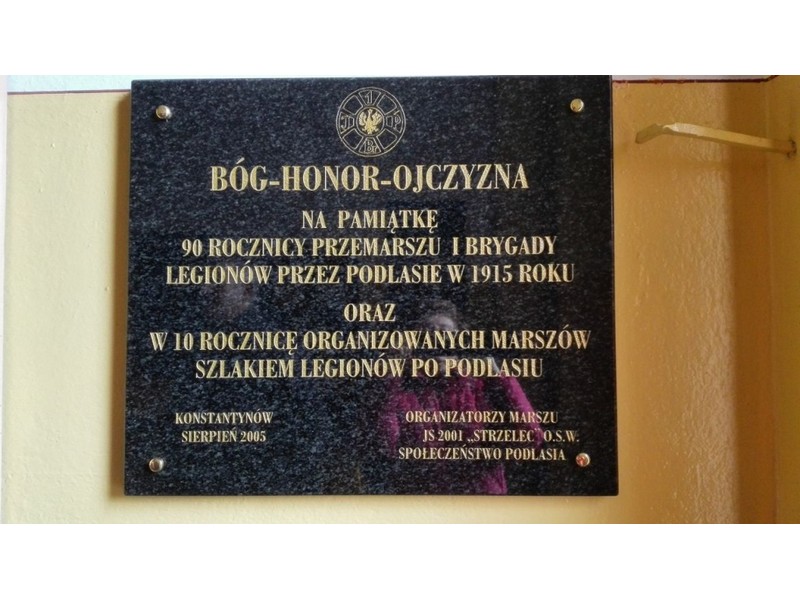 BÓG-HONOR-OJCZYZNA
NA PAMIĄTKĘ
90 ROCZNICY PRZEMARSZU I BRYGADY
LEGIONÓW PRZEZ PODLASIE W 1915 ROKU
ORAZ
W 10 ROCZNICĘ ORGANIZOWANYCH MARSZÓW
SZLAKIEM LEGIONÓW PO PODLASIU
KONSTANTYNÓW
SIERPIEŃ 2005
ORGANIZATORZY MARSZU
JS 2001 „STRZELEC" O.S.W.
SPOŁECZEŃSTWO PODLASIA